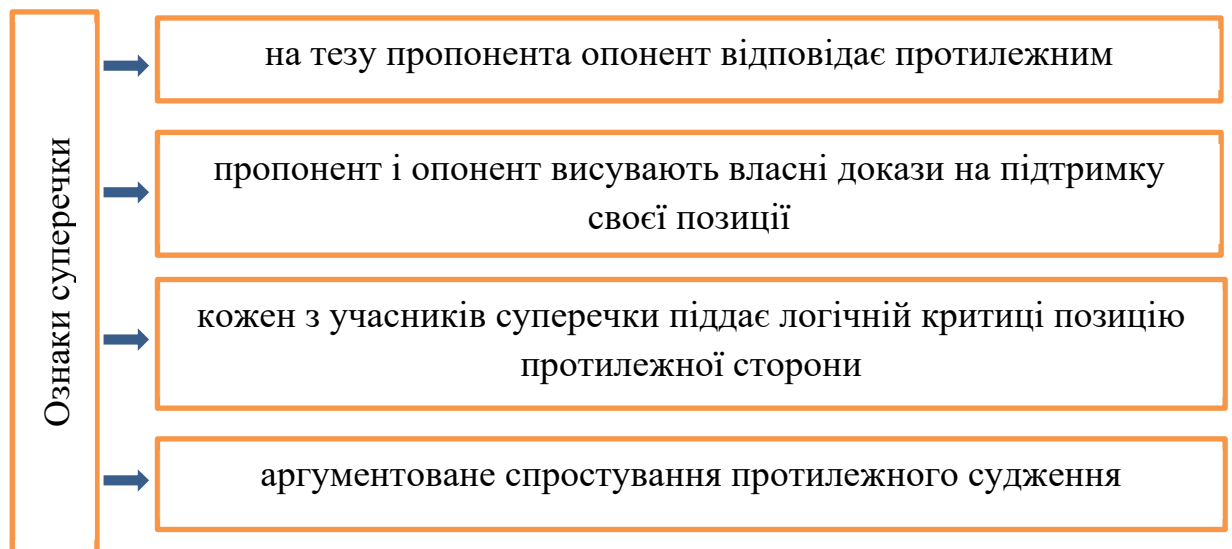 Ознаки суперечки
на тезу пропонента опонент відповідає протилежним
пропонент і опонент висувають власні докази на підтримку
своєї позиції
кожен з учасників суперечки піддає логічній критиці позицію
протилежної сторони
аргументоване спростування протилежного судження